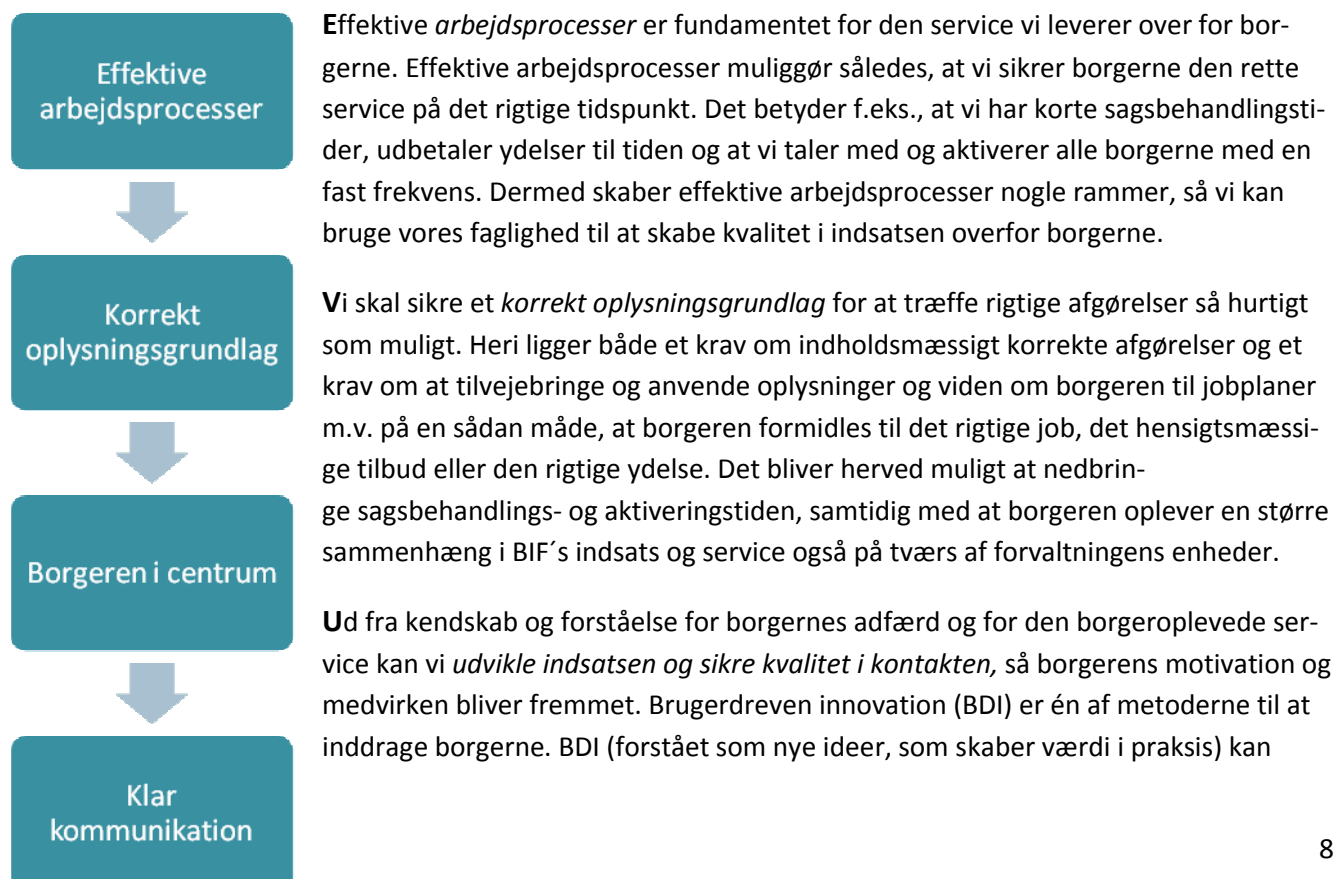 Effektive
arbejdsprocesser
Korrekt
oplysningsgrundlag
Borgeren i centrum
Klar
kommunikation
Effektive arbejdsprocesser er fundamentet for den service vi leverer over for bor-
gerne. Effektive arbejdsprocesser muliggør således, at vi sikrer borgerne den rette
service på det rigtige tidspunkt. Det betyder f.eks., at vi har korte sagsbehandlingsti-
der, udbetaler ydelser til tiden og at vi taler med og aktiverer alle borgerne med en
fast frekvens. Dermed skaber effektive arbejdsprocesser nogle rammer, så vi kan
bruge vores faglighed til at skabe kvalitet i indsatsen overfor borgerne.
Vi skal sikre et korrekt oplysningsgrundlag for at træffe rigtige afgørelser så hurtigt
som muligt. Heri ligger både et krav om indholdsmæssigt korrekte afgørelser og et
krav om at tilvejebringe og anvende oplysninger og viden om borgeren til jobplaner
m.v. på en sådan måde, at borgeren formidles til det rigtige job, det hensigtsmæssi-
ge tilbud eller den rigtige ydelse. Det bliver herved muligt at nedbrin-
ge sagsbehandlings- og aktiveringstiden, samtidig med at borgeren oplever en større
sammenhæng i BIF´s indsats og service også på tværs af forvaltningens enheder.
Ud fra kendskab og forståelse for borgernes adfærd og for den borgeroplevede ser-
vice kan vi udvikle indsatsen og sikre kvalitet i kontakten, så borgerens motivation og
medvirken bliver fremmet. Brugerdreven innovation (BDI) er én af metoderne til at
inddrage borgerne. BDI (forstået som nye ideer, som skaber værdi i praksis) kan
8